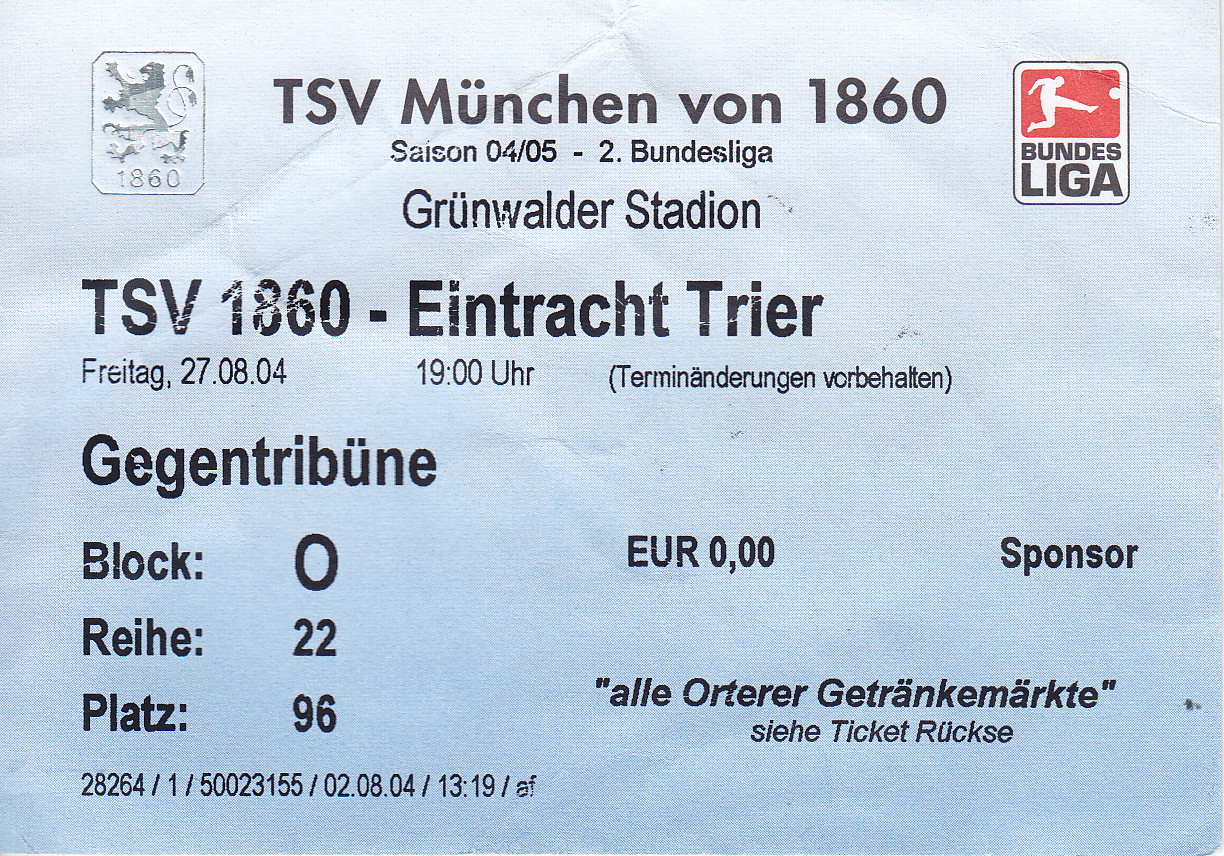 1860
TSV München von 1860
Saison 04/05 - 2. Bundesliga
Grünwalder Stadion
BUNDES
LIGA
TSV 1860 - Eintracht Trier
Freitag, 27.08.04 19:00 Uhr (Terminänderungen vorbehalten)
Gegentribüne
Block: O EUR 0,00 Sponsor
Reihe: 22
Platz: 96
"alle Orterer Getränkemärkte"
siehe Ticket Rückse
28264 / 1 / 50023155 / 02.08.04 / 13:19 / af